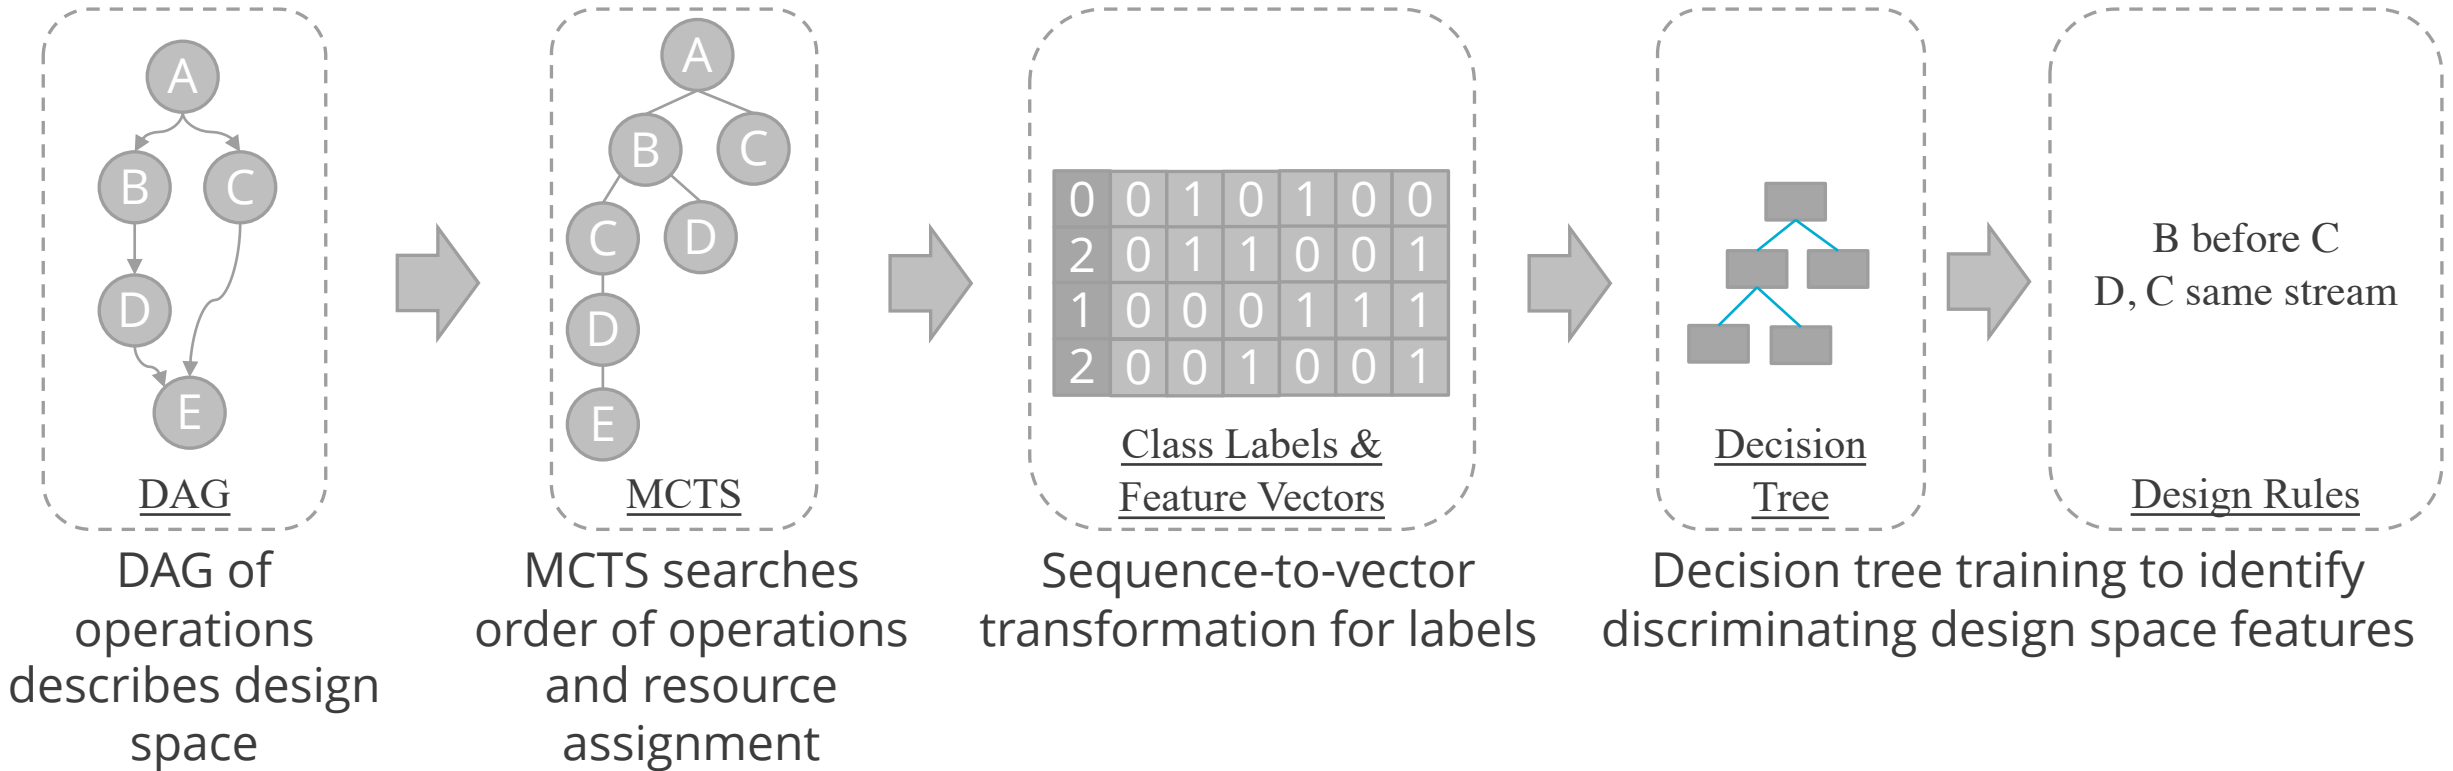 A
B
C
D
E
DAG
DAG of
operations
describes design
space
A
B
C
C
D
D
E
MCTS
MCTS searches
order of operations
and resource
assignment
0 0 1 0 1 0 0
2 0 1 1 0 0 1
1 0 0 0 1 1 1
2 0 0 1 0 0 1
Class Labels &
Feature Vectors
Sequence-to-vector
transformation for labels
Decision
Tree
B before C
D, C same stream
Design Rules
Decision tree training to identify
discriminating design space features